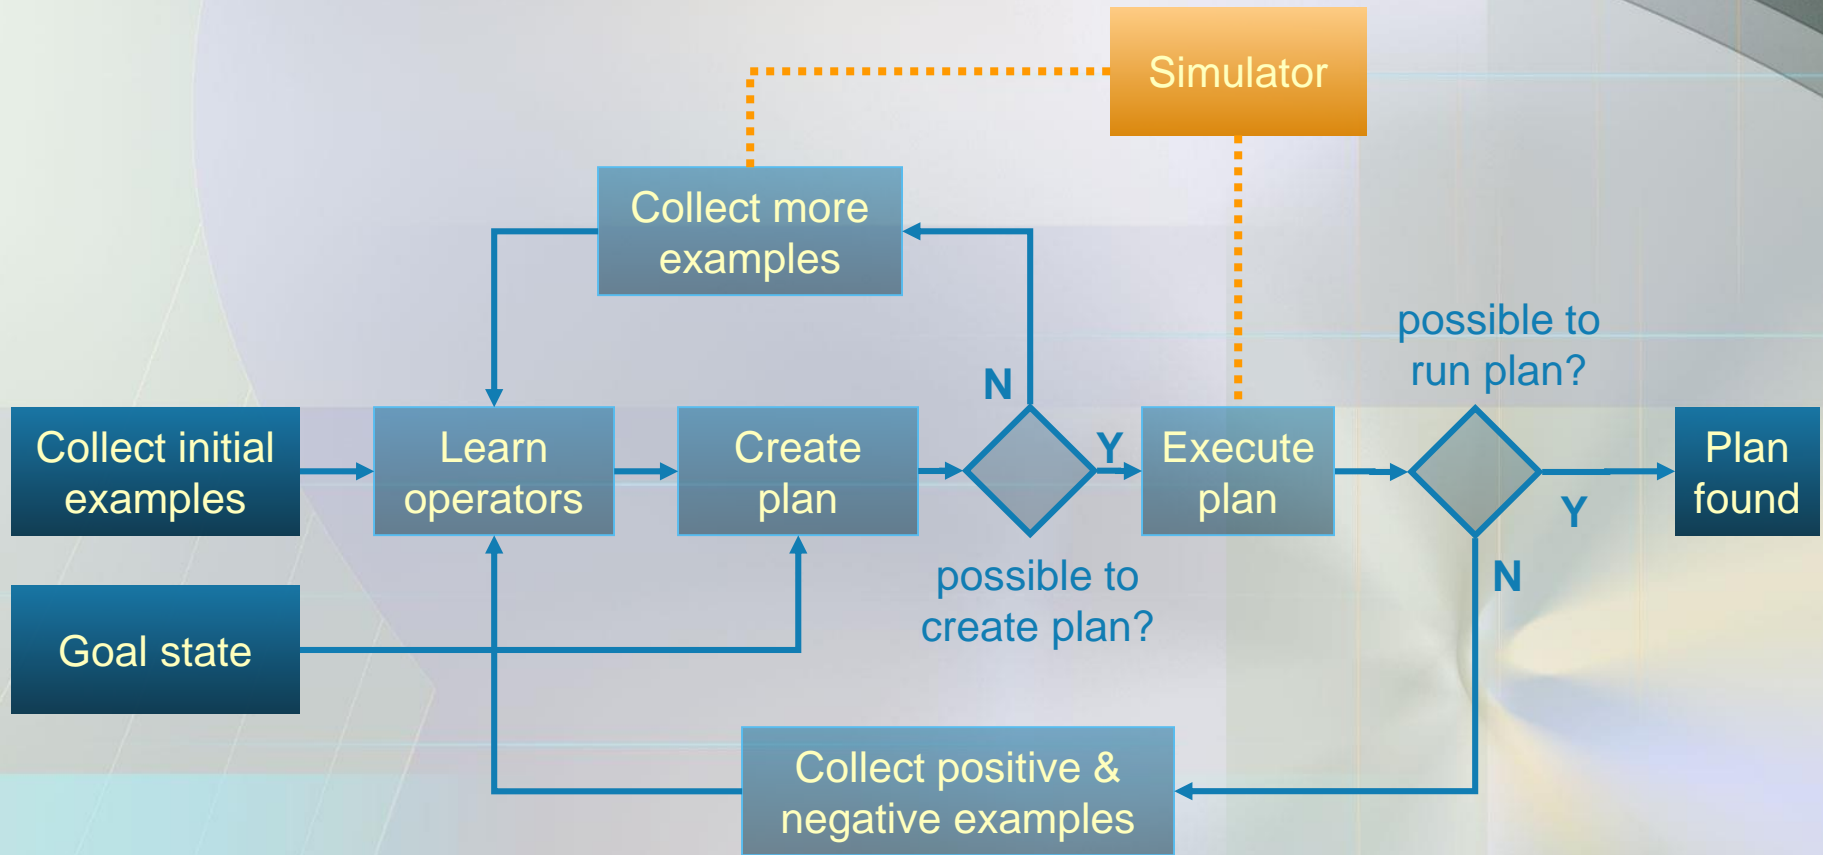 Simulator
Collect more
examples
possible to
run plan?
N
Collect initial
examples
Learn
operators
Create
plan
Y
Execute
plan
Y
Plan
found
possible to
create plan?
N
Goal state
Collect positive &
negative examples